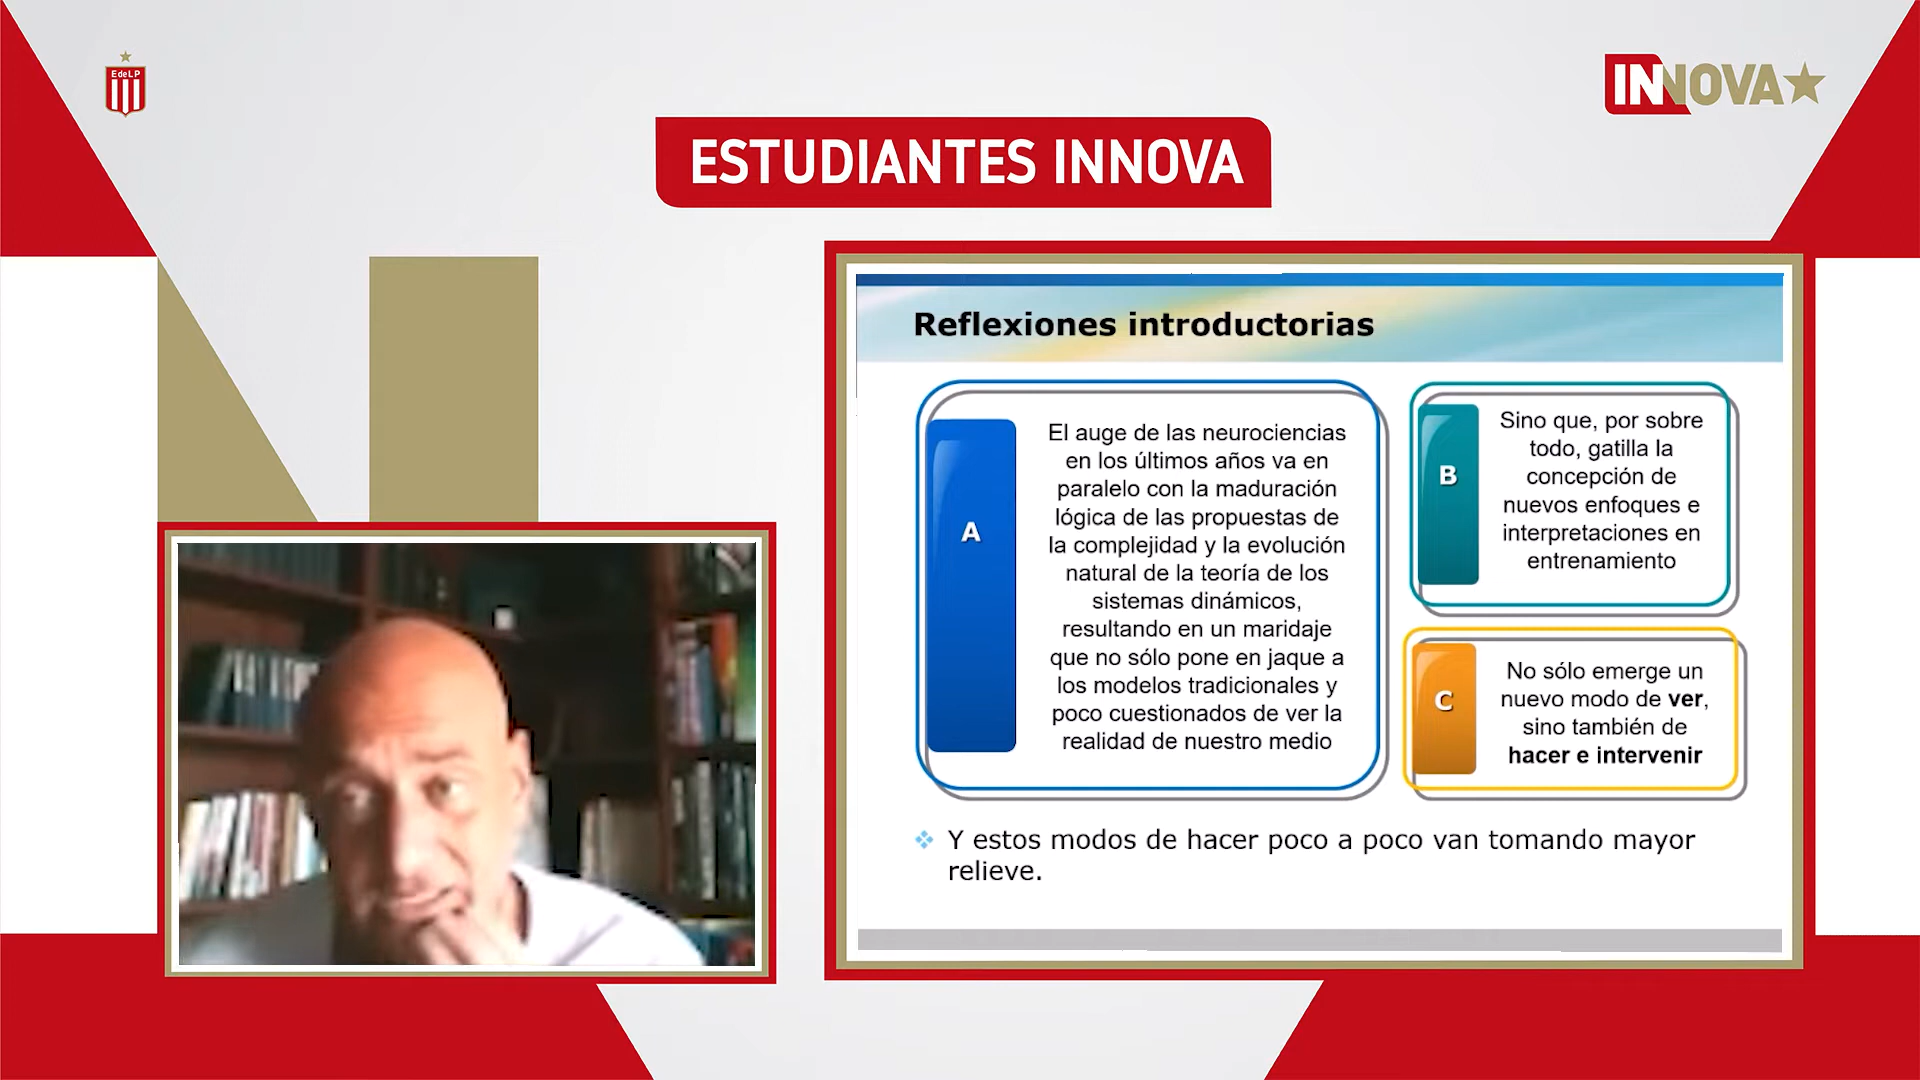 EdeLP
INNOVA
ESTUDIANTES INNOVA
Reflexiones introductorias
A
El auge de las neurociencias
en los últimos años va en
paralelo con la maduración
lógica de las propuestas de
la complejidad y la evolución
natural de la teoría de los
sistemas dinámicos,
resultando en un maridaje
que no sólo pone en jaque a
los modelos tradicionales y
poco cuestionados de ver la
realidad de nuestro medio
B
Sino que, por sobre
todo, gatilla la
concepción de
nuevos enfoques e
interpretaciones en
entrenamiento
C
No sólo emerge un
nuevo modo de ver,
sino también de
hacer e intervenir
Y estos modos de hacer poco a poco van tomando mayor
relieve.